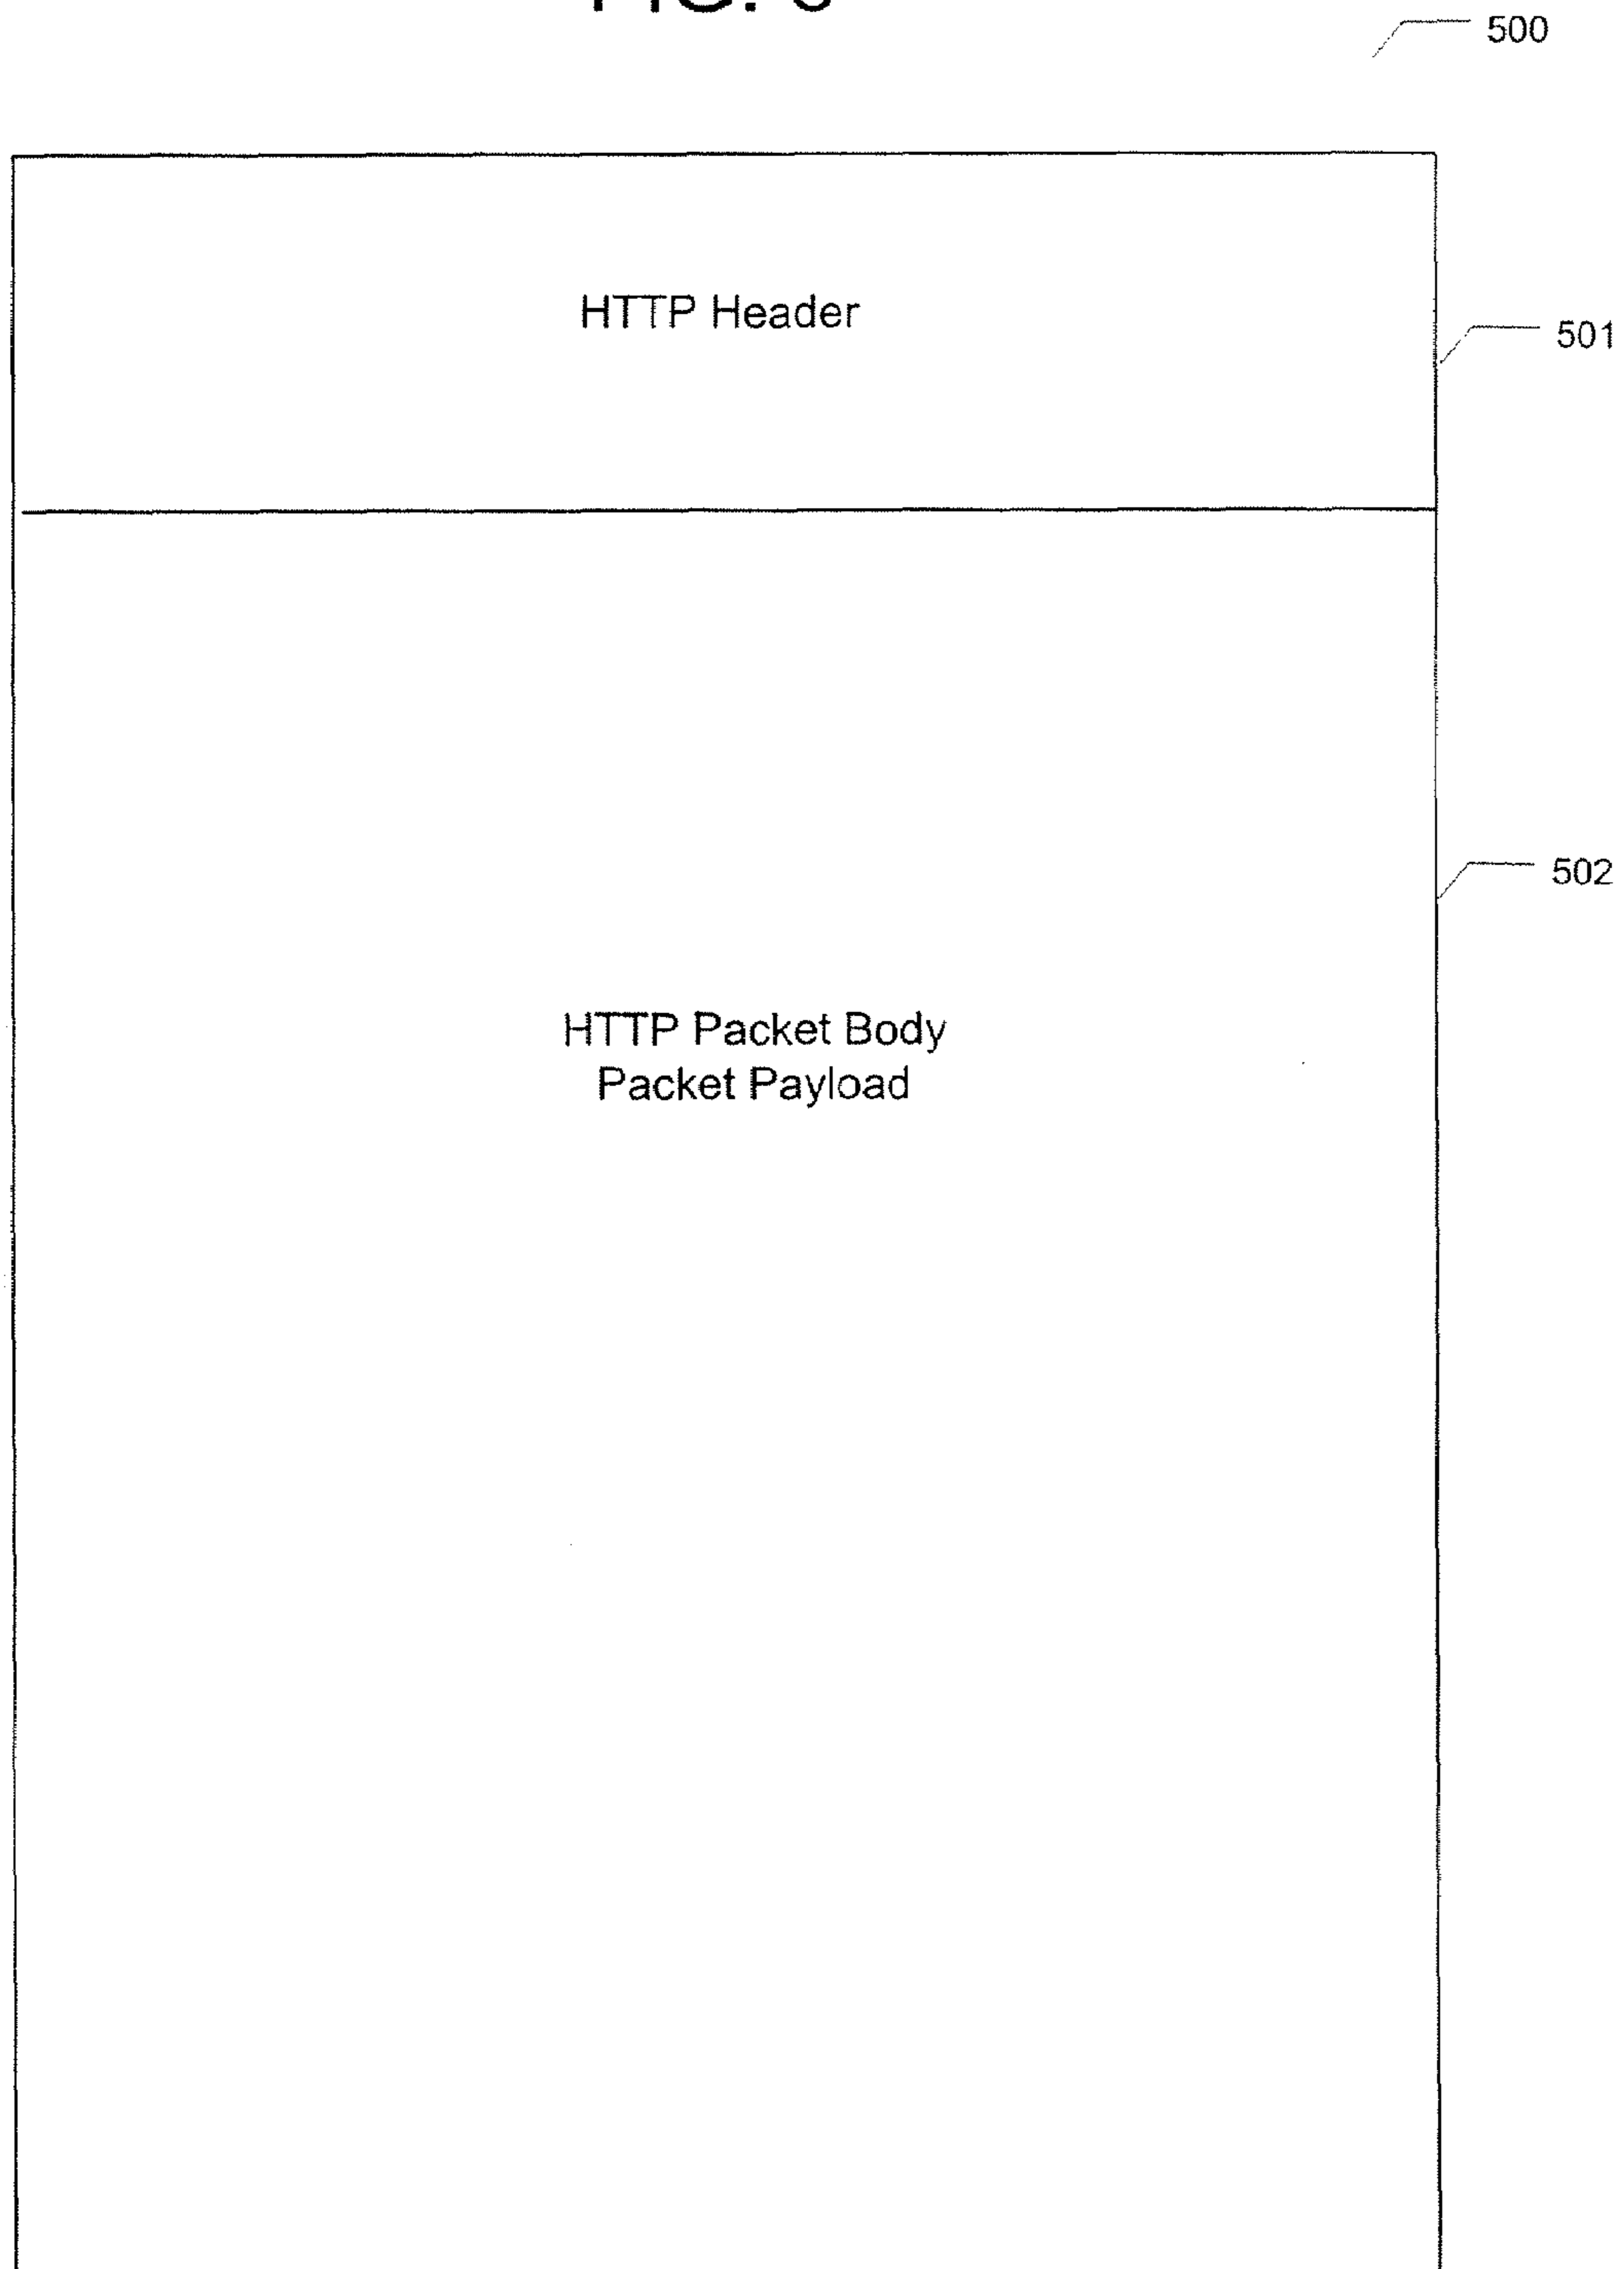 500
HTTP Header
501
502
HTTP Packet Body
Packet Payload